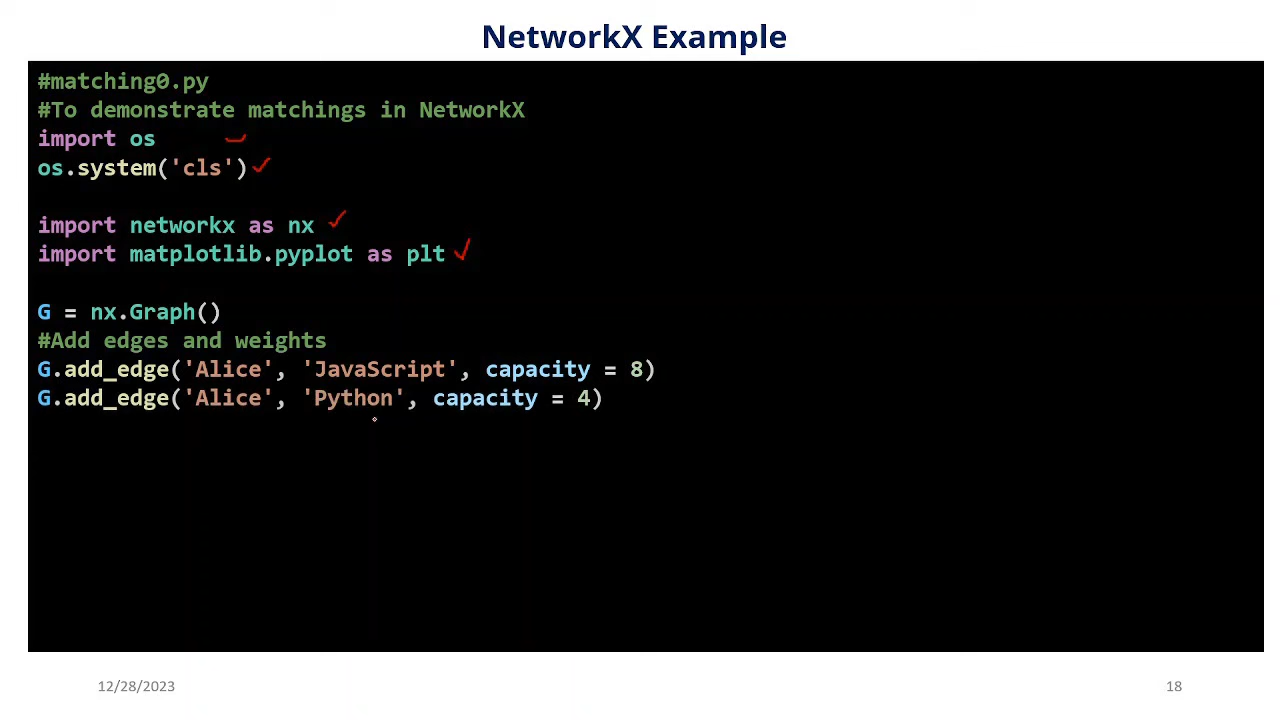 NetworkX Example
#matching0.py
#To demonstrate matchings in NetworkX
import os
os.system('cls')
import networkx as nx
import matplotlib.pyplot as plt
G = nx.Graph()
#Add edges and weights
G.add_edge('Alice', 'JavaScript', capacity = 8)
G.add_edge('Alice', 'Python', capacity = 4)
12/28/2023
18